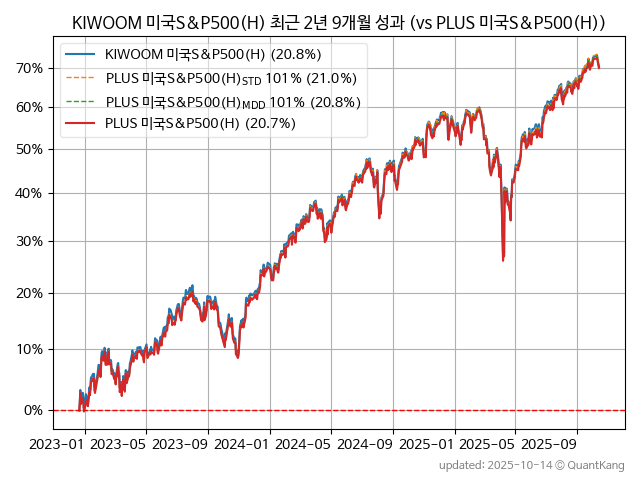 KIWOOM 미국S&P500(H) 최근 2년 9개월 성과 (vs PLUS 미국S&P500(H))
KIWOOM 미국S&P500(H) (20.8%)
PLUS 미국S&P500(H)STD 101% (21.0%)
PLUS 미국S&P500(H)MDD 101% (20.8%)
PLUS 미국S&P500(H) (20.7%)
70%
60%
50%
40%
30%
20%
10%
0%
2023-01 2023-05 2023-09 2024-01 2024-05 2024-09 2025-01 2025-05 2025-09
updated: 2025-10-14 © QuantKang